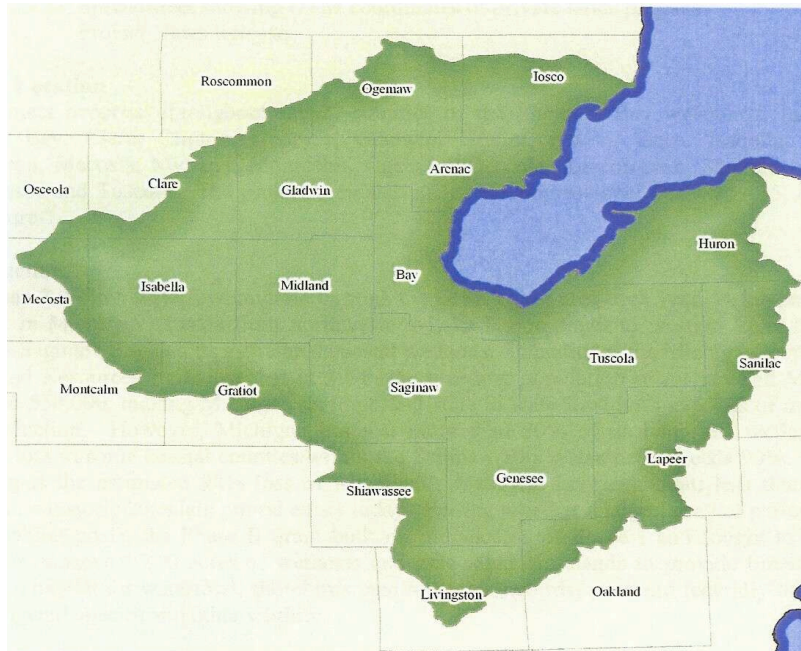 Roscommon
Ogemaw
Iosco
Osceola
Clare
Gladwin
Arenac
Mecosta
Isabella
Midland
Bay
Huron
Montcalm
Gratiot
Saginaw
Tuscola
Sanilac
Shiawassee
Genesee
Lapeer
Livingston
Oakland